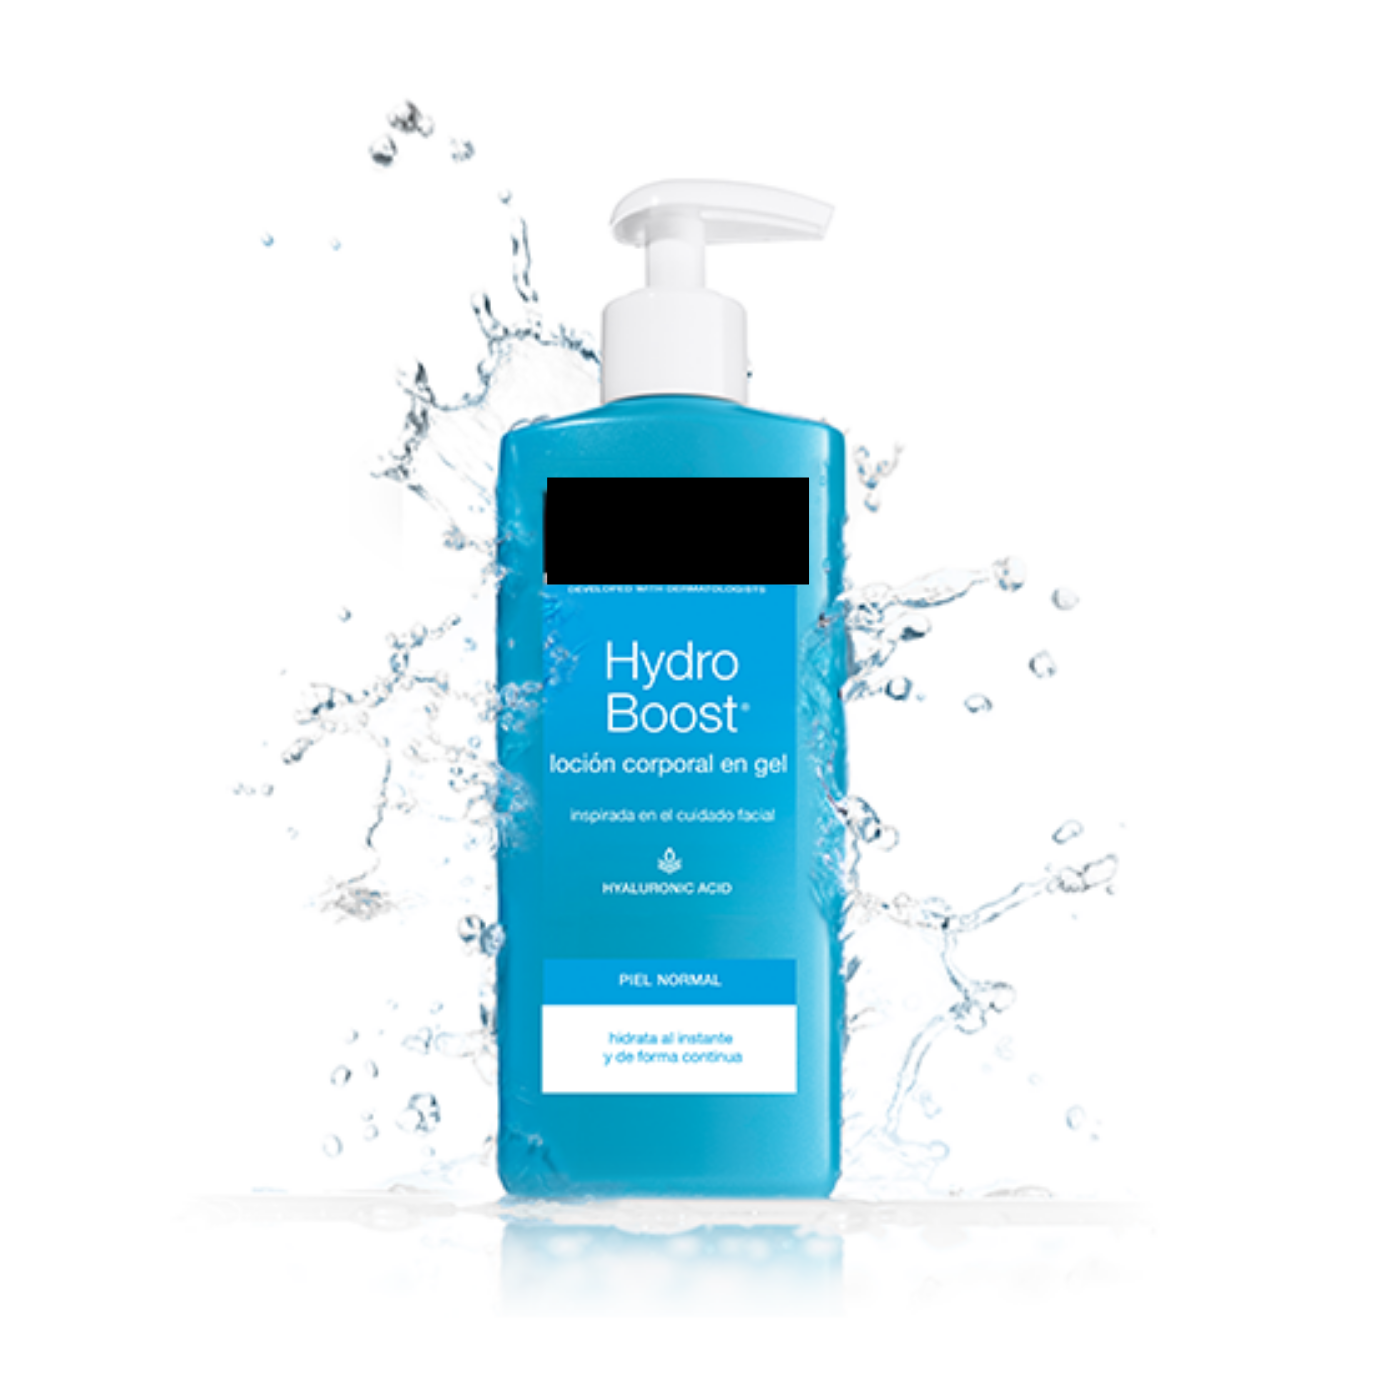 DEVELOPED WITH DERMATOLOGISTS
Hydro
Boost®
loción corporal en gel
inspirada en el cuidado facial
HYALURONIC ACID
PIEL NORMAL
hidrata al instante
y de forma continua